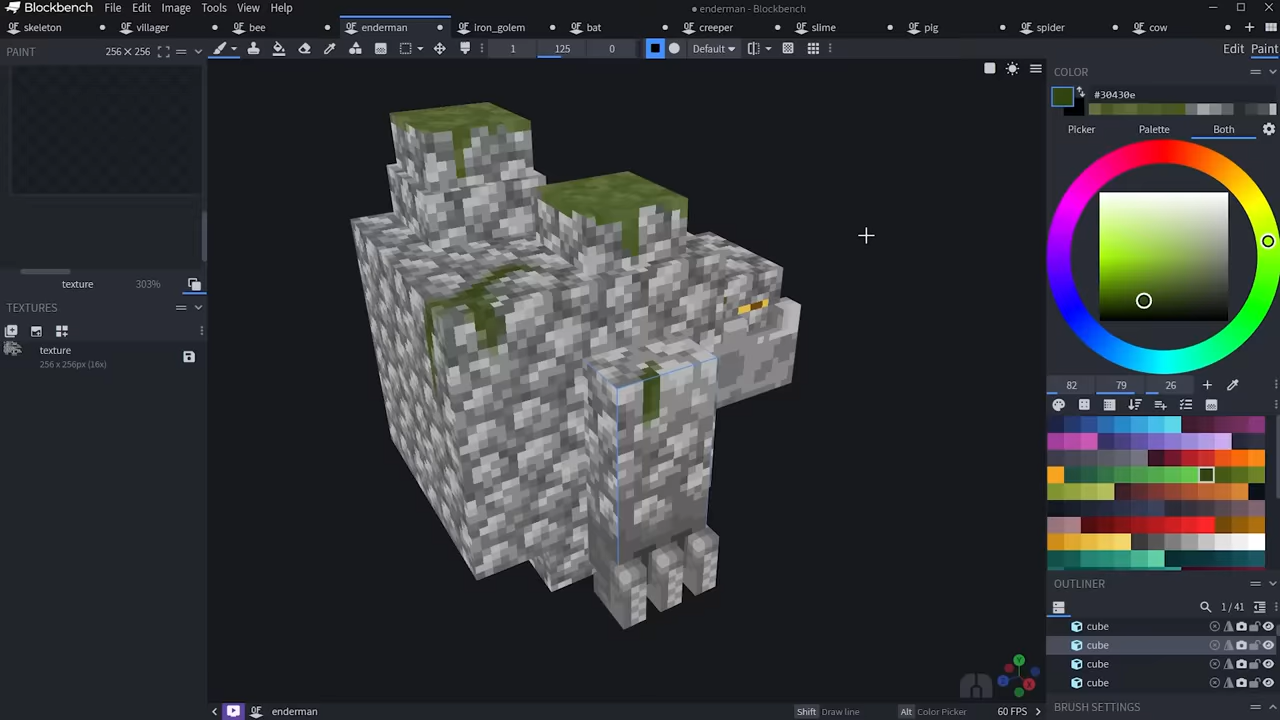 Blockbench File Edit Image Tools View Help
enderman - Blockbench
skeleton villager bee enderman Iron_golem bat creeper slime pig spider cow
PAINT 256 × 256
1 125 0 Default
Edit Paint
COLOR
#30430e
Picker Palette Both
texture 303%
TEXTURES
texture
256 x 256px (16x)
82 79 26
OUTLINER
1 / 41
cube
cube
cube
cube
enderman
Shift Draw line Alt Color Picker 60 FPS
BRUSH SETTINGS